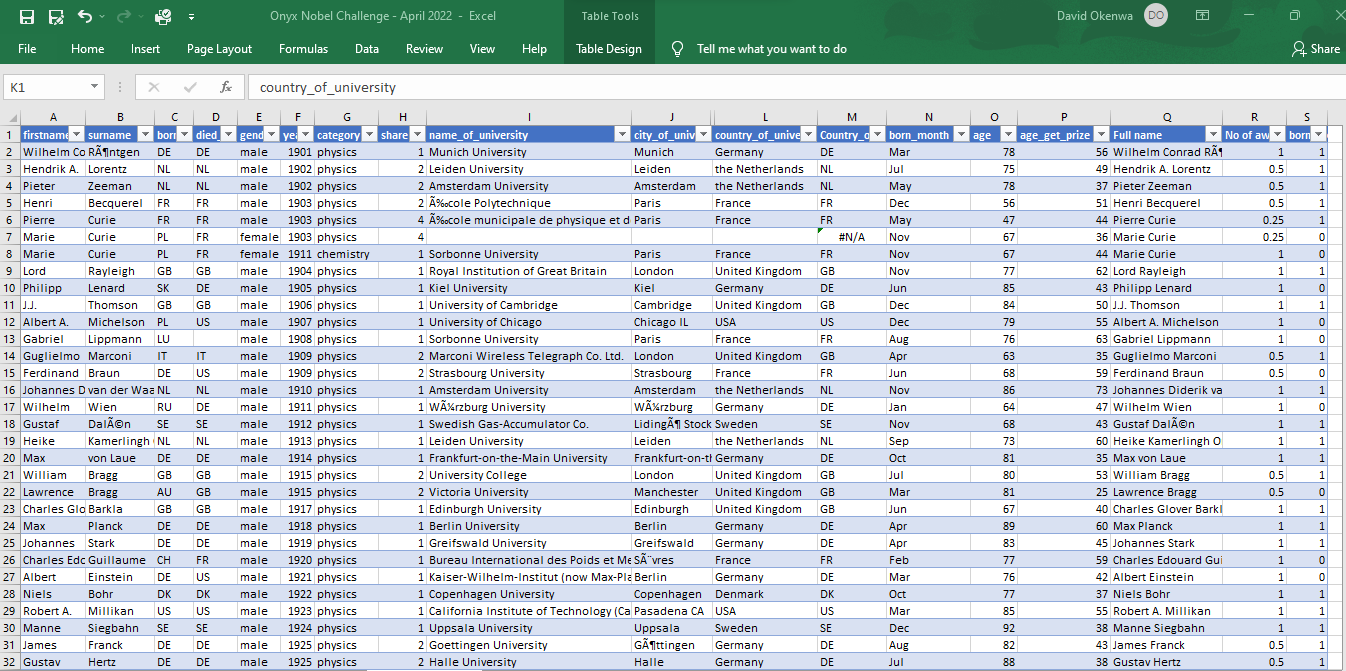 Onyx Nobel Challenge - April 2022 - Excel Table Tools David Okenwa DO
File Home Insert Page Layout Formulas Data Review View Help Table Design Tell me what you want to do Share
K1 fx country_of_university
A B C D E F G H I J L M N O P Q R S
1 firstname surname born died_ gend yea category share name_of_university city_of_univ country_of_unive Country_o born_month age age_get_prize Full name No of aw born
2 Wilhelm Co RÃ¶ntgen DE DE male 1901 physics 1 Munich University Munich Germany DE Mar 78 56 Wilhelm Conrad RÃ¶ 1 1
3 Hendrik A. Lorentz NL NL male 1902 physics 2 Leiden University Leiden the Netherlands NL Jul 75 49 Hendrik A. Lorentz 0.5 1
4 Pieter Zeeman NL NL male 1902 physics 2 Amsterdam University Amsterdam the Netherlands NL May 78 37 Pieter Zeeman 0.5 1
5 Henri Becquerel FR FR male 1903 physics 2 Ã‰cole Polytechnique Paris France FR Dec 56 51 Henri Becquerel 0.5 1
6 Pierre Curie FR FR male 1903 physics 4 Ã‰cole municipale de physique et d Paris France FR May 47 44 Pierre Curie 0.25 1
7 Marie Curie PL FR female 1903 physics 4 #N/A Nov 67 36 Marie Curie 0.25 0
8 Marie Curie PL FR female 1911 chemistry 1 Sorbonne University Paris France FR Nov 67 44 Marie Curie 1 0
9 Lord Rayleigh GB GB male 1904 physics 1 Royal Institution of Great Britain London United Kingdom GB Nov 77 62 Lord Rayleigh 1 1
10 Philipp Lenard SK DE male 1905 physics 1 Kiel University Kiel Germany DE Jun 85 43 Philipp Lenard 1 0
11 J.J. Thomson GB GB male 1906 physics 1 University of Cambridge Cambridge United Kingdom GB Dec 84 50 J.J. Thomson 1 1
12 Albert A. Michelson PL US male 1907 physics 1 University of Chicago Chicago IL USA US Dec 79 55 Albert A. Michelson 1 0
13 Gabriel Lippmann LU male 1908 physics 1 Sorbonne University Paris France FR Aug 76 63 Gabriel Lippmann 1 0
14 Guglielmo Marconi IT IT male 1909 physics 2 Marconi Wireless Telegraph Co. Ltd. London United Kingdom GB Apr 63 35 Guglielmo Marconi 0.5 0
15 Ferdinand Braun DE US male 1909 physics 2 Strasbourg University Strasbourg France FR Jun 68 59 Ferdinand Braun 0.5 0
16 Johannes D van der Waa NL NL male 1910 physics 1 Amsterdam University Amsterdam the Netherlands NL Nov 86 73 Johannes Diderik va 1 1
17 Wilhelm Wien RU DE male 1911 physics 1 WÃ¼rzburg University WÃ¼rzburg Germany DE Jan 64 47 Wilhelm Wien 1 0
18 Gustaf DalÃ©n SE SE male 1912 physics 1 Swedish Gas-Accumulator Co. LidingÃ¶ Stock Sweden SE Nov 68 43 Gustaf DalÃ©n 1 1
19 Heike Kamerlingh NL NL male 1913 physics 1 Leiden University Leiden the Netherlands NL Sep 73 60 Heike Kamerlingh O 1 1
20 Max von Laue DE DE male 1914 physics 1 Frankfurt-on-the-Main University Frankfurt-on-th Germany DE Oct 81 35 Max von Laue 1 1
21 William Bragg GB GB male 1915 physics 2 University College London United Kingdom GB Jul 80 53 William Bragg 0.5 1
22 Lawrence Bragg AU GB male 1915 physics 2 Victoria University Manchester United Kingdom GB Mar 81 25 Lawrence Bragg 0.5 0
23 Charles Glo Barkla GB GB male 1917 physics 1 Edinburgh University Edinburgh United Kingdom GB Jun 67 40 Charles Glover Barkl 1 1
24 Max Planck DE DE male 1918 physics 1 Berlin University Berlin Germany DE Apr 89 60 Max Planck 1 1
25 Johannes Stark DE DE male 1919 physics 1 Greifswald University Greifswald Germany DE Apr 83 45 Johannes Stark 1 1
26 Charles Edo Guillaume CH FR male 1920 physics 1 Bureau International des Poids et Me SÃ¨vres France FR Feb 77 59 Charles Edouard Gui 1 0
27 Albert Einstein DE US male 1921 physics 1 Kaiser-Wilhelm-Institut (now Max-Pla Berlin Germany DE Mar 76 42 Albert Einstein 1 0
28 Niels Bohr DK DK male 1922 physics 1 Copenhagen University Copenhagen Denmark DK Oct 77 37 Niels Bohr 1 1
29 Robert A. Millikan US US male 1923 physics 1 California Institute of Technology (Ca Pasadena CA USA US Mar 85 55 Robert A. Millikan 1 1
30 Manne Siegbahn SE SE male 1924 physics 1 Uppsala University Uppsala Sweden SE Dec 92 38 Manne Siegbahn 1 1
31 James Franck DE DE male 1925 physics 2 Goettingen University GÃ¶ttingen Germany DE Aug 82 43 James Franck 0.5 1
32 Gustav Hertz DE DE male 1925 physics 2 Halle University Halle Germany DE Jul 88 38 Gustav Hertz 0.5 1